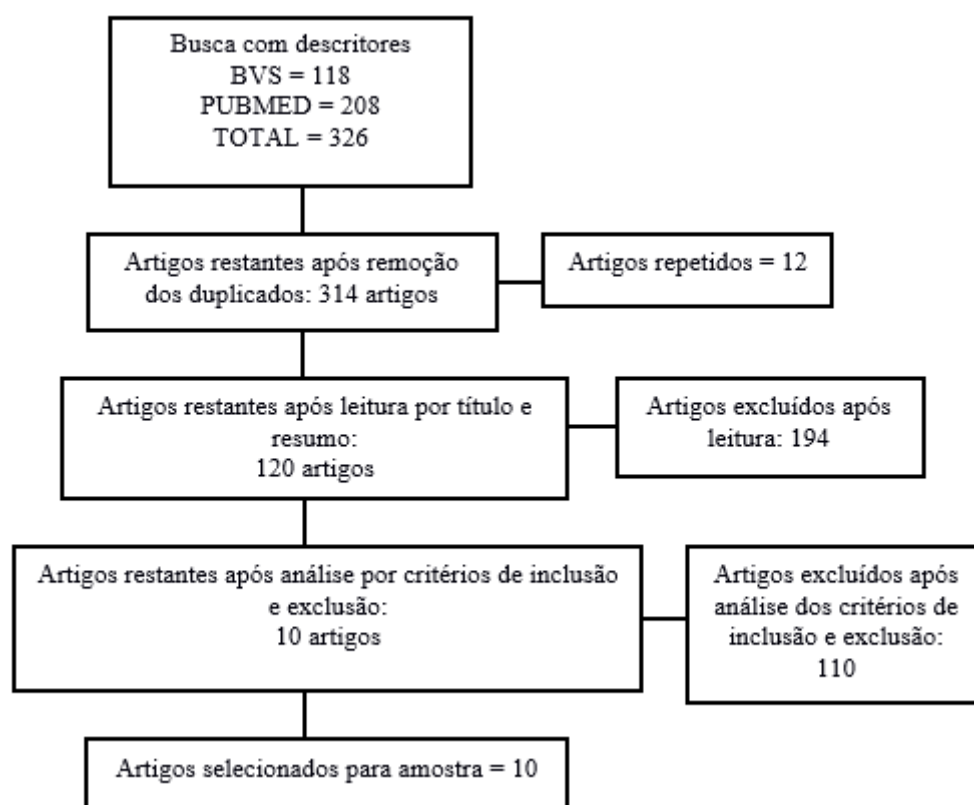 Busca com descritores
BVS = 118
PUBMED = 208
TOTAL = 326
Artigos restantes após remoção
dos duplicados: 314 artigos
Artigos repetidos = 12
Artigos restantes após leitura por título e
resumo:
120 artigos
Artigos excluídos após
leitura: 194
Artigos restantes após análise por critérios de inclusão
e exclusão:
10 artigos
Artigos excluídos após
análise dos critérios de
inclusão e exclusão:
110
Artigos selecionados para amostra = 10